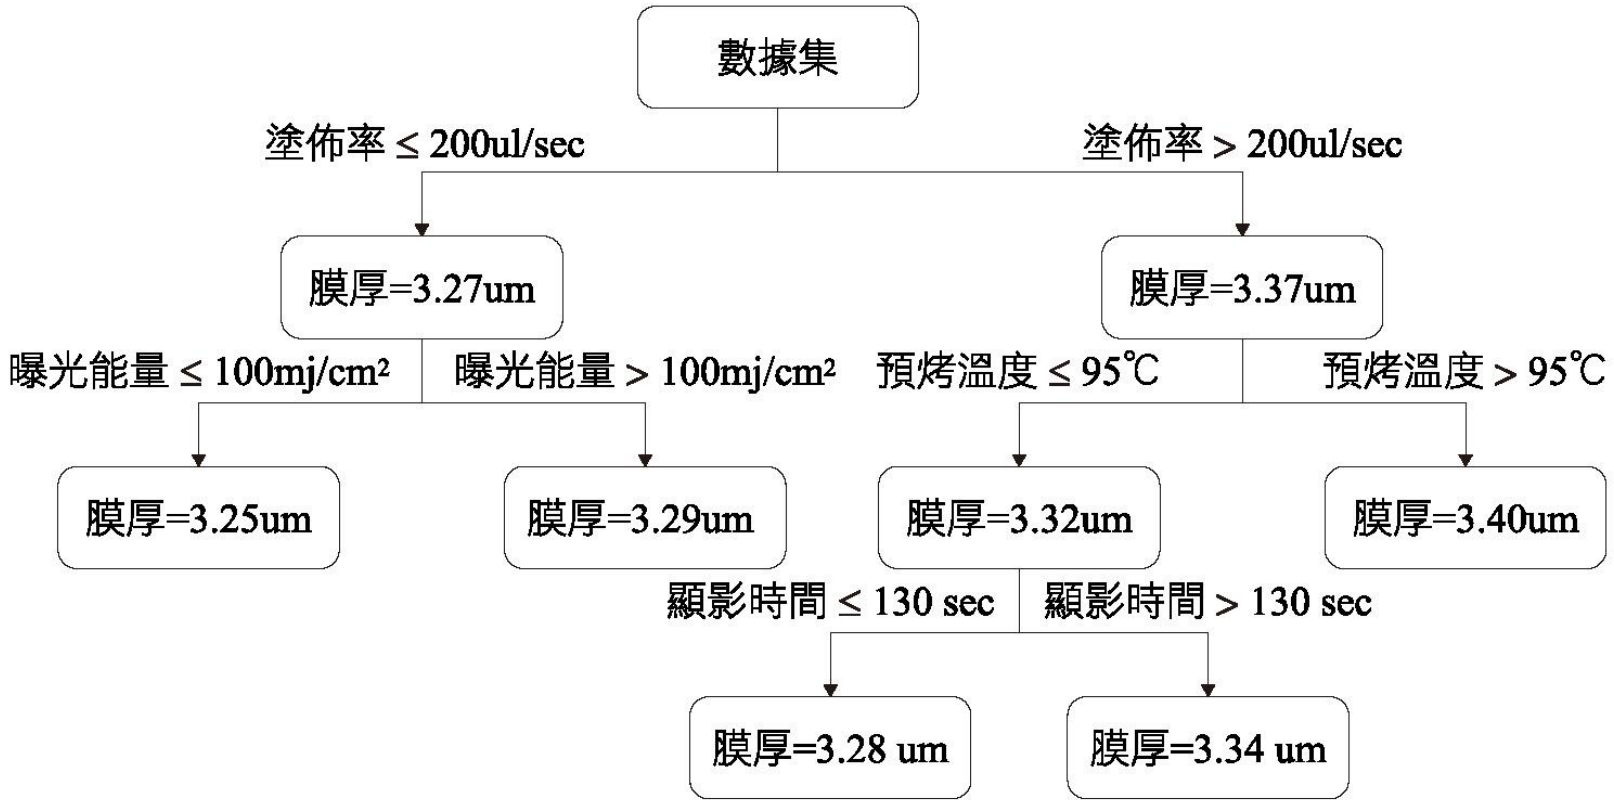 數據集
塗佈率 ≤ 200ul/sec
塗佈率 > 200ul/sec
膜厚=3.27um
膜厚=3.37um
曝光能量 ≤ 100mj/cm²
曝光能量 > 100mj/cm²
預烤溫度 ≤ 95℃
預烤溫度 > 95℃
膜厚=3.25um
膜厚=3.29um
膜厚=3.32um
膜厚=3.40um
顯影時間 ≤ 130 sec
顯影時間 > 130 sec
膜厚=3.28 um
膜厚=3.34 um